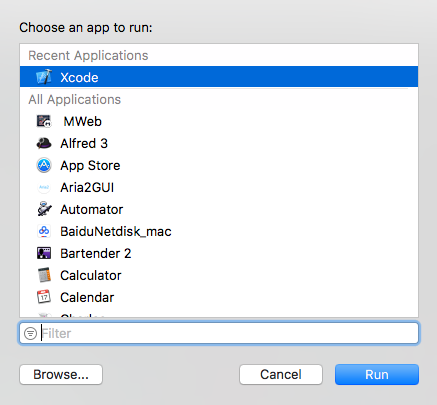 Choose an app to run:
Recent Applications
Xcode
All Applications
MWeb
Alfred 3
App Store
Aria2GUI
Automator
BaiduNetdisk_mac
Bartender 2
Calculator
Calendar
Filter
Browse...
Cancel
Run